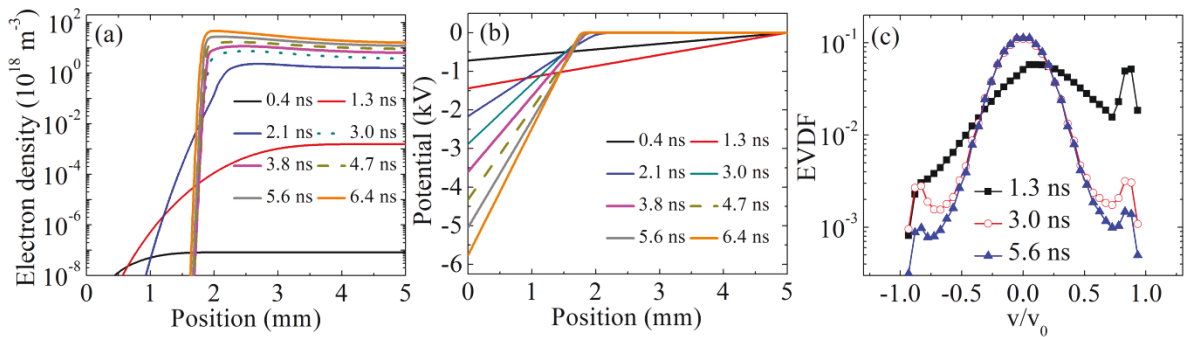 (a)
Electron density (10^18 m^-3)
10^2
10^0
10^-2
10^-4
10^-6
10^-8
0.4 ns 1.3 ns
2.1 ns 3.0 ns
3.8 ns 4.7 ns
5.6 ns 6.4 ns
0 1 2 3 4 5
Position (mm)
(b)
Potential (kV)
0
-1
-2
-3
-4
-5
-6
0.4 ns 1.3 ns
2.1 ns 3.0 ns
3.8 ns 4.7 ns
5.6 ns 6.4 ns
0 1 2 3 4 5
Position (mm)
(c)
EVDF
10^-1
10^-2
10^-3
1.3 ns
3.0 ns
5.6 ns
-1.0 -0.5 0.0 0.5 1.0
v/v_0